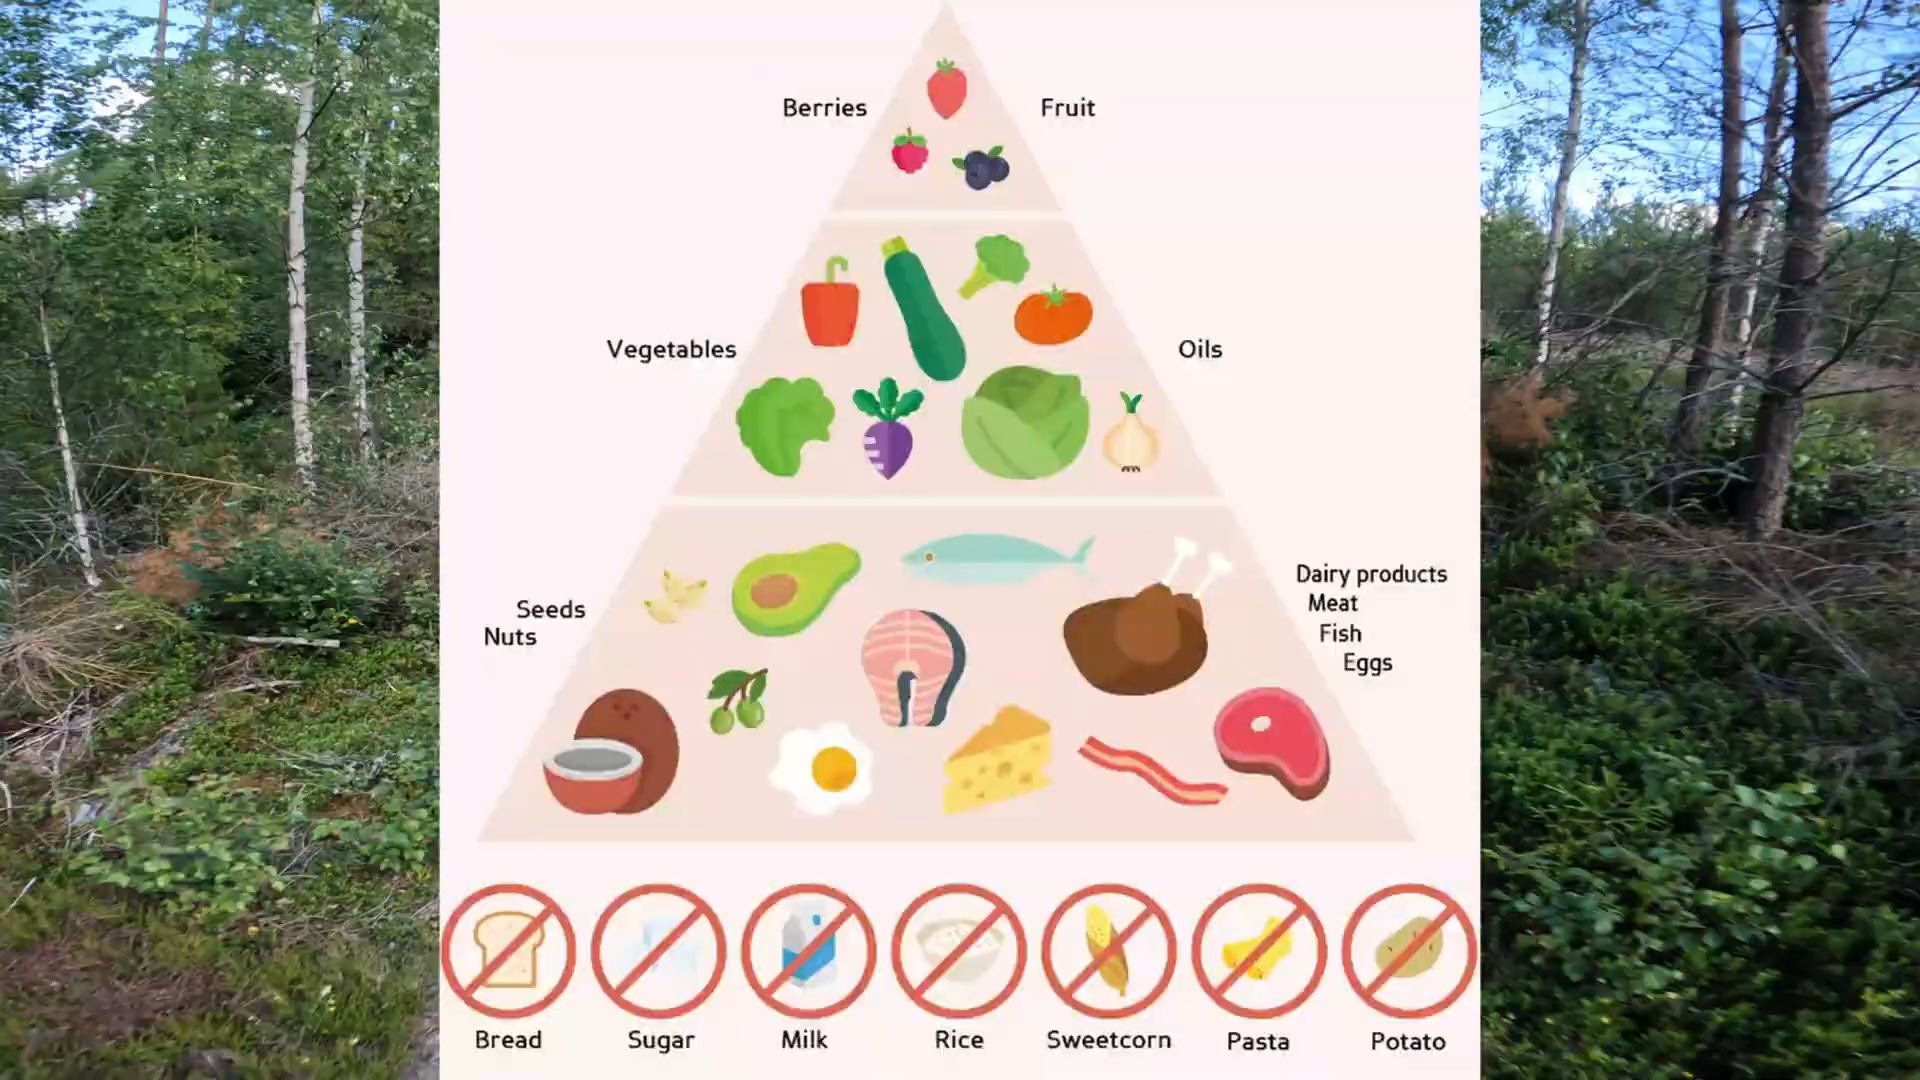 Berries
Fruit
Vegetables
Oils
Seeds
Nuts
Dairy products
Meat
Fish
Eggs
Bread
Sugar
Milk
Rice
Sweetcorn
Pasta
Potato